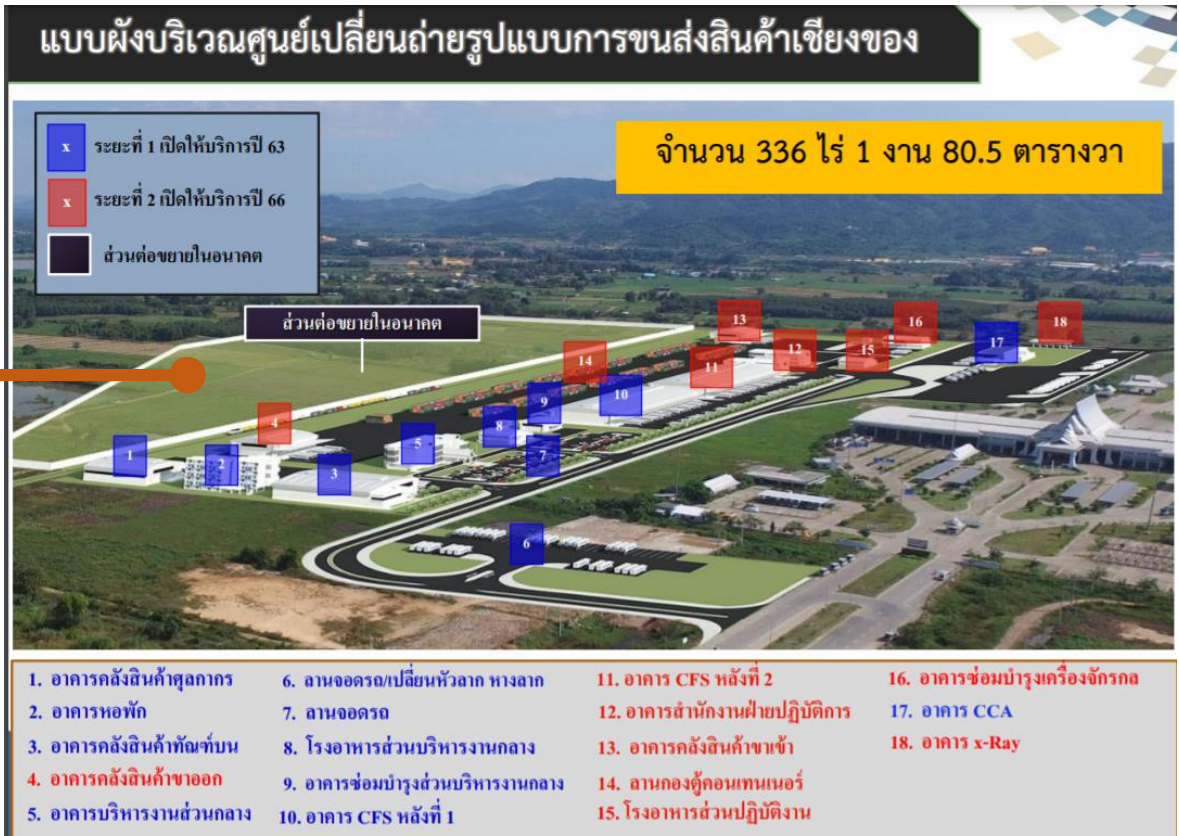 แบบผังบริเวณศูนย์เปลี่ยนถ่ายรูปแบบการขนส่งสินค้าเชียงของ
x ระยะที่ 1 เปิดให้บริการปี 63
x ระยะที่ 2 เปิดให้บริการปี 66
ส่วนต่อขยายในอนาคต
จำนวน 336 ไร่ 1 งาน 80.5 ตารางวา
ส่วนต่อขยายในอนาคต
13
16
18
17
12
15
14
11
10
9
8
4
5
7
1
2
3
6
1. อาคารคลังสินค้าศุลกากร
2. อาคารหอพัก
3. อาคารคลังสินค้าทัณฑ์บน
4. อาคารคลังสินค้าขาออก
5. อาคารบริหารงานส่วนกลาง
6. ลานจอดรถ/เปลี่ยนหัวลาก หางลาก
7. ลานจอดรถ
8. โรงอาหารส่วนบริหารงานกลาง
9. อาคารซ่อมบำรุงส่วนบริหารงานกลาง
10. อาคาร CFS หลังที่ 1
11. อาคาร CFS หลังที่ 2
12. อาคารสำนักงานฝ่ายปฏิบัติการ
13. อาคารคลังสินค้าขาเข้า
14. ลานกองตู้คอนเทนเนอร์
15. โรงอาหารส่วนปฏิบัติงาน
16. อาคารซ่อมบำรุงเครื่องจักรกล
17. อาคาร CCA
18. อาคาร x-Ray